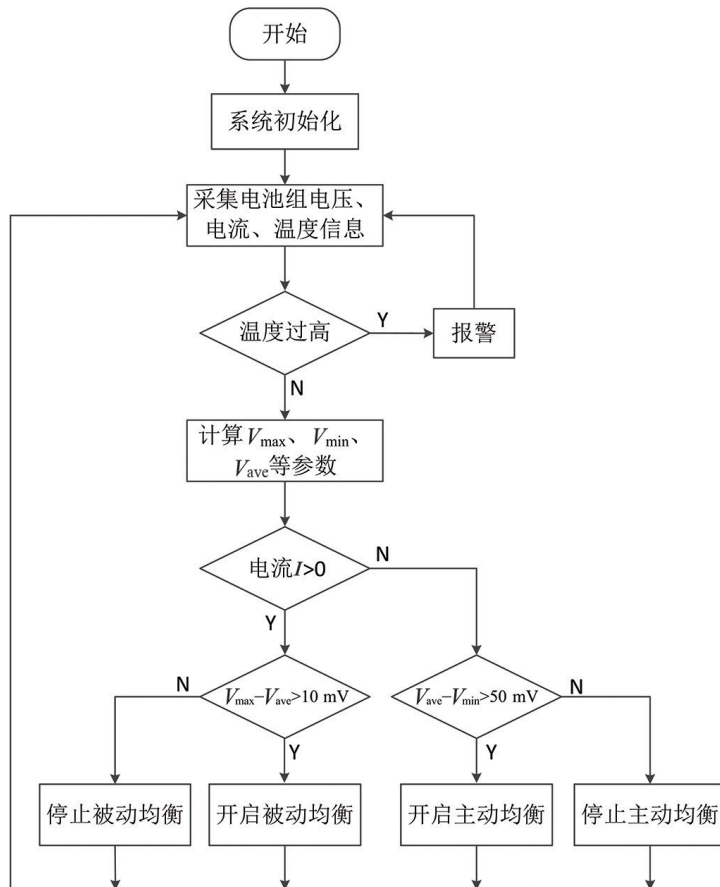 开始
系统初始化
采集电池组电压、
电流、温度信息
温度过高
Y
报警
N
计算Vmax、Vmin、
Vave等参数
电流I>0
N
Y
Vmax−Vave>10 mV
N
Y
Vave−Vmin>50 mV
N
Y
停止被动均衡
开启被动均衡
开启主动均衡
停止主动均衡